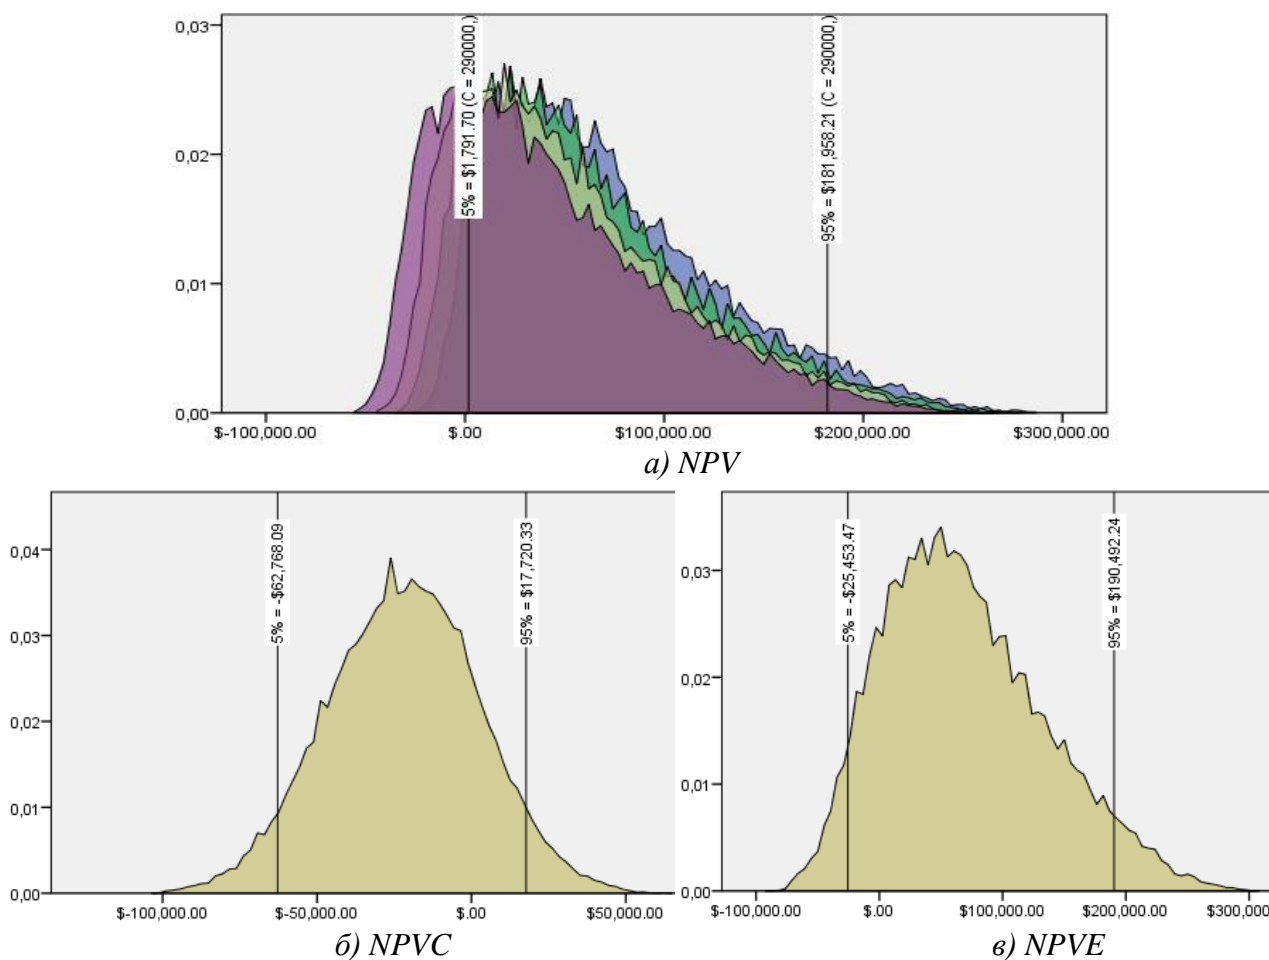 0,03
0,02
0,01
0,00
5% = $1,791.70 (C = 290000,)
95% = $181,958.21 (C = 290000,)
$-100,000.00 $.00 $100,000.00 $200,000.00 $300,000.00
а) NPV
0,04
0,03
0,02
0,01
0,00
5% = -$62,768.09
95% = $17,720.33
$-100,000.00 $-50,000.00 $.00 $50,000.00
б) NPVC
0,03
0,02
0,01
0,00
5% = -$25,453.47
95% = $190,492.24
$-100,000.00 $.00 $100,000.00 $200,000.00 $300,000.00
в) NPVE